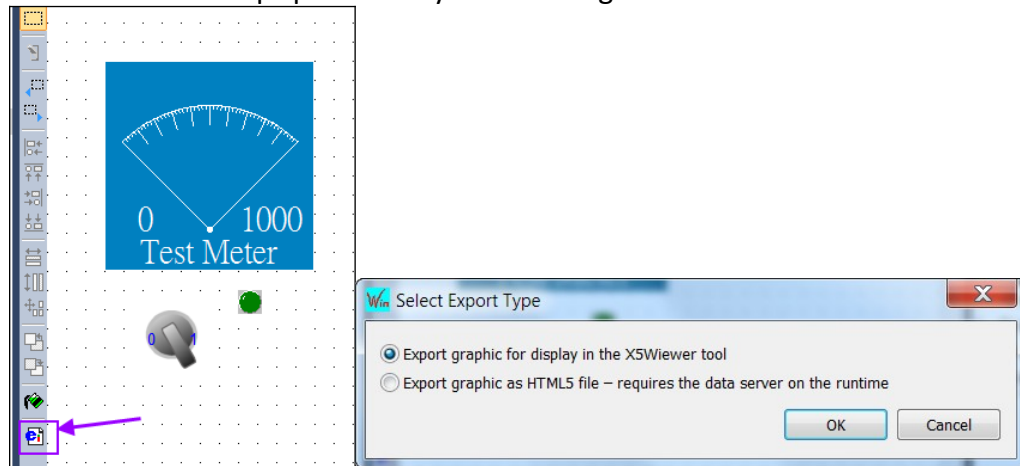 0 1000
Test Meter
0 1
Win Select Export Type
Export graphic for display in the X5Wiewer tool
Export graphic as HTML5 file – requires the data server on the runtime
OK Cancel